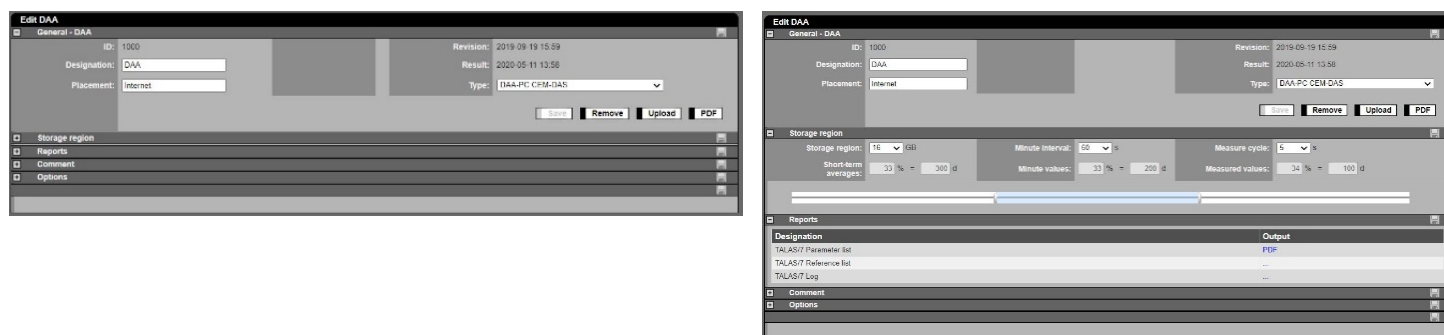 Edit DAA
General - DAA
ID: 1000 Revision: 2019-09-19 15:59
Designation: DAA Result: 2020-05-11 13:58
Placement: Internet Type: DAA-PC CEM-DAS
Save Remove Upload PDF
Storage region
Reports
Comment
Options
Edit DAA
General - DAA
ID: 1000 Revision: 2019-09-19 15:59
Designation: DAA Result: 2020-05-11 13:58
Placement: Internet Type: DAA-PC CEM-DAS
Save Remove Upload PDF
Storage region
Storage region: 16 GB Minute interval: 60 s Measure cycle: 5 s
Short-term averages: 33 % = 300 d Minute values: 33 % = 200 d Measured values: 34 % = 100 d
Reports
Designation Output
TALAS/7 Parameter list PDF
TALAS/7 Reference list ...
TALAS/7 Log ...
Comment
Options